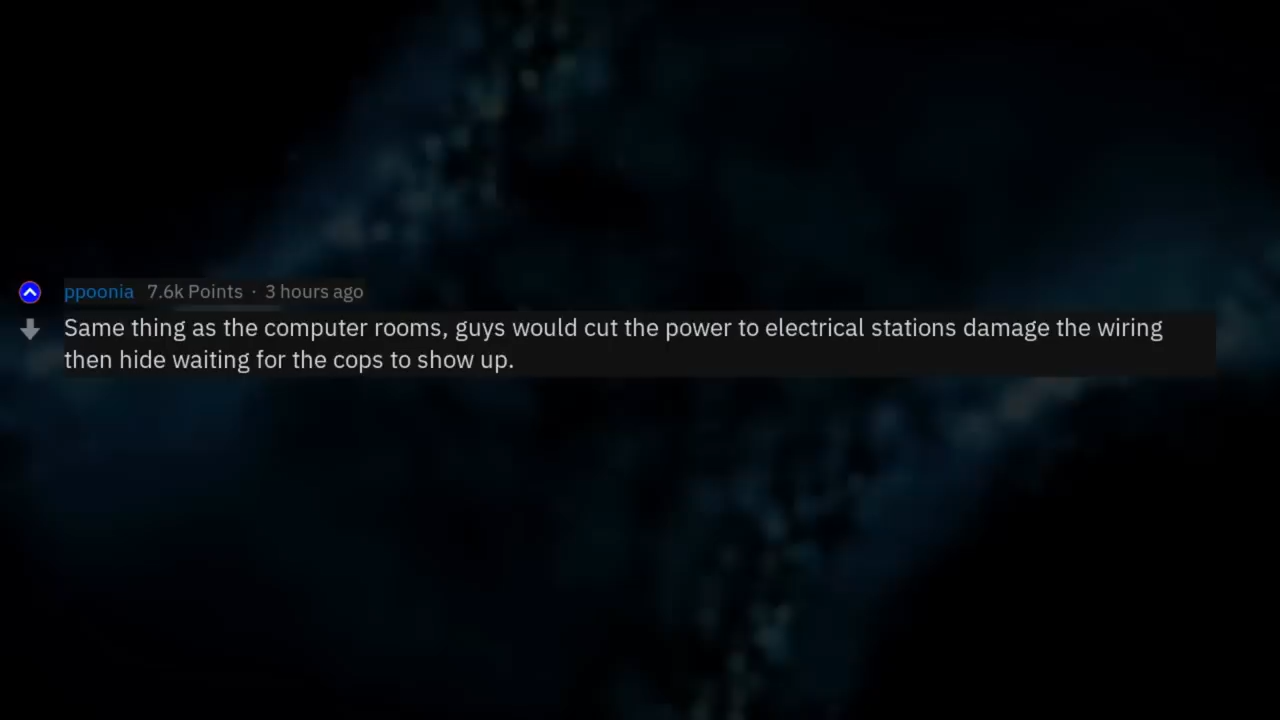 ppoonia 7.6k Points · 3 hours ago
Same thing as the computer rooms, guys would cut the power to electrical stations damage the wiring
then hide waiting for the cops to show up.